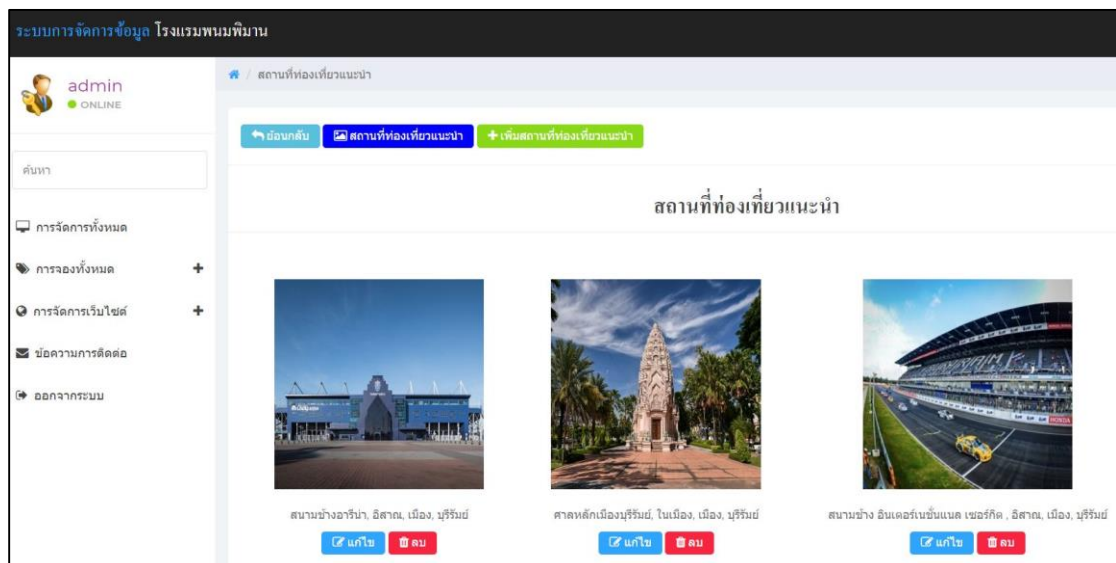 ระบบการจัดการข้อมูล โรงแรมพนมพิมาน
admin
ONLINE
ค้นหา
การจัดการทั้งหมด
การจองทั้งหมด
การจัดการเว็บไซต์
ข้อความการติดต่อ
ออกจากระบบ
/ สถานที่ท่องเที่ยวแนะนำ
ย้อนกลับ สถานที่ท่องเที่ยวแนะนำ เพิ่มสถานที่ท่องเที่ยวแนะนำ
สถานที่ท่องเที่ยวแนะนำ
สนามช้างอารีน่า, อิสาณ, เมือง, บุรีรัมย์
แก้ไข ลบ
ศาลหลักเมืองบุรีรัมย์, ในเมือง, เมือง, บุรีรัมย์
แก้ไข ลบ
สนามช้าง อินเตอร์เนชั่นแนล เซอร์กิต , อิสาณ, เมือง, บุรีรัมย์
แก้ไข ลบ